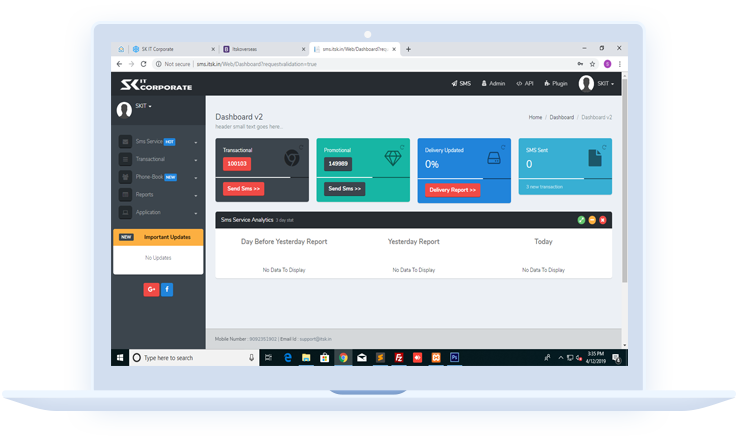 SK IT Corporate
Itskoverseas
sms.itsk.in/Web/Dashboard?requ
Not secure | sms.itsk.in/Web/Dashboard?requestvalidation=true
SK IT CORPORATE
SMS Admin API Plugin SKIT
SKIT
Sms Service HOT
Transactional
Phone-Book NEW
Reports
Application
NEW Important Updates
No Updates
G+ f
Dashboard v2
header small text goes here...
Home / Dashboard / Dashboard v2
Transactional
100103
Send Sms >>
Promotional
149989
Send Sms >>
Delivery Updated
0%
Delivery Report >>
SMS Sent
0
new transaction
Sms Service Analytics 3 day stat
Day Before Yesterday Report
No Data To Display
Yesterday Report
No Data To Display
Today
No Data To Display
Mobile Number : | Email Id : support@itsk.in
Type here to search
3:35 PM
4/12/2019